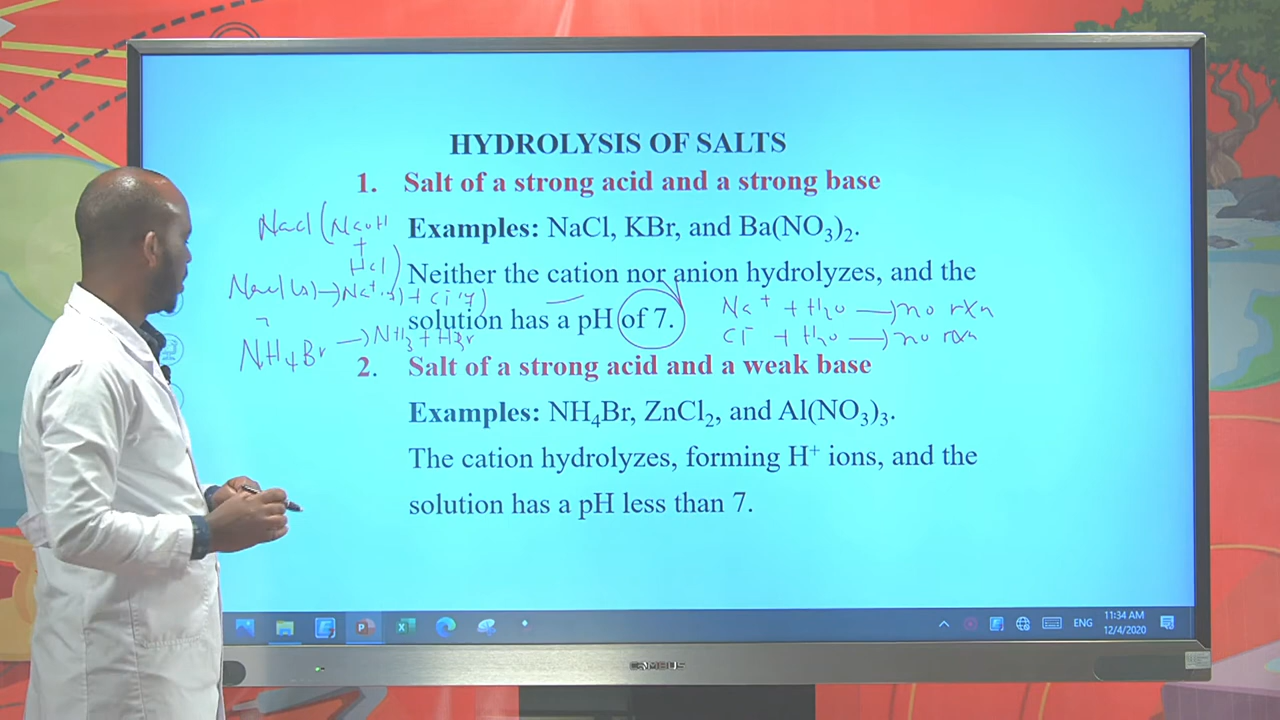 HYDROLYSIS OF SALTS
1. Salt of a strong acid and a strong base
NaCl (NaOH
+
HCl)
Examples: NaCl, KBr, and Ba(NO₃)₂.
Neither the cation nor anion hydrolyzes, and the
solution has a pH of 7.
Na⁺ + H₂O → no rxn
Cl⁻ + H₂O → no rxn
NH₄Br → NH₃ + HBr
2. Salt of a strong acid and a weak base
Examples: NH₄Br, ZnCl₂, and Al(NO₃)₃.
The cation hydrolyzes, forming H⁺ ions, and the
solution has a pH less than 7.
ENG
11:34 AM
12/4/2020